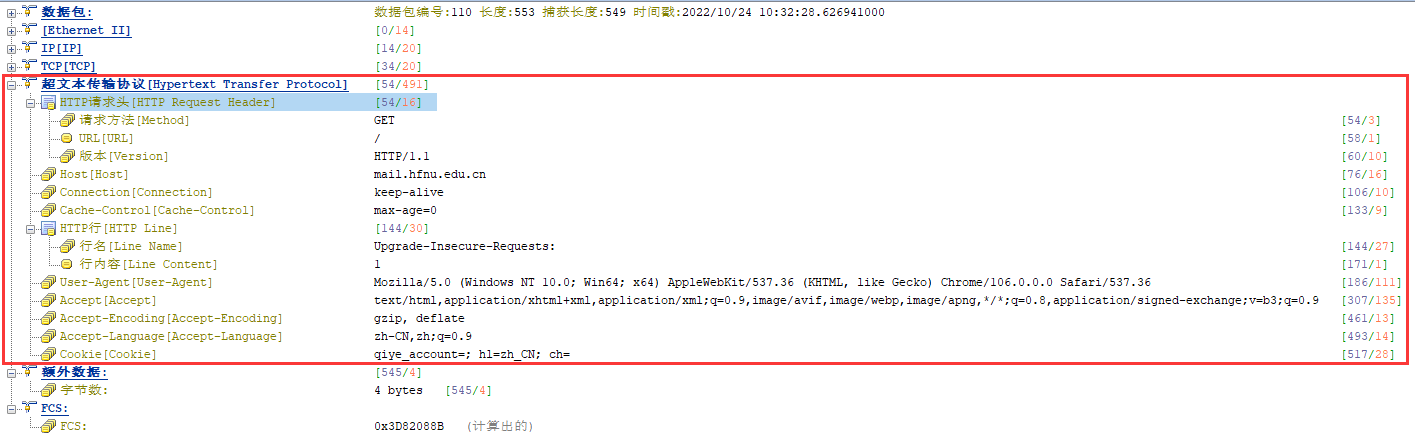 数据包: 数据包编号:110 长度:553 捕获长度:549 时间戳:2022/10/24 10:32:28.626941000
[Ethernet II] [0/14]
IP[IP] [14/20]
TCP[TCP] [34/20]
超文本传输协议[Hypertext Transfer Protocol] [54/491]
HTTP请求头[HTTP Request Header] [54/16]
请求方法[Method] GET [54/3]
URL[URL] / [58/1]
版本[Version] HTTP/1.1 [60/10]
Host[Host] mail.hfnu.edu.cn [76/16]
Connection[Connection] keep-alive [106/10]
Cache-Control[Cache-Control] max-age=0 [133/9]
HTTP行[HTTP Line] [144/30]
行名[Line Name] Upgrade-Insecure-Requests: [144/27]
行内容[Line Content] 1 [171/1]
User-Agent[User-Agent] Mozilla/5.0 (Windows NT 10.0; Win64; x64) AppleWebKit/537.36 (KHTML, like Gecko) Chrome/106.0.0.0 Safari/537.36 [186/111]
Accept[Accept] text/html,application/xhtml+xml,application/xml;q=0.9,image/avif,image/webp,image/apng,*/*;q=0.8,application/signed-exchange;v=b3;q=0.9 [307/135]
Accept-Encoding[Accept-Encoding] gzip, deflate [461/13]
Accept-Language[Accept-Language] zh-CN,zh;q=0.9 [493/14]
Cookie[Cookie] qiye_account=; hl=zh_CN; ch= [517/28]
额外数据: [545/4]
字节数: 4 bytes [545/4]
FCS:
FCS: 0x3D82088B (计算出的)